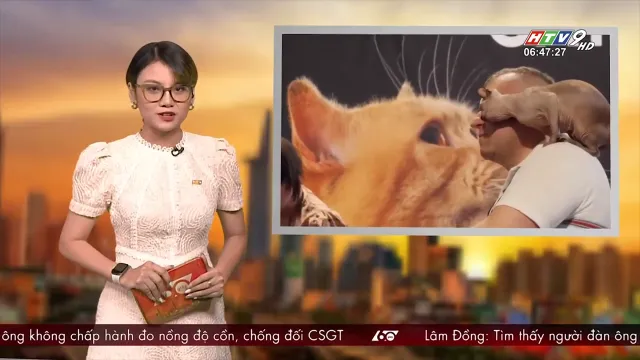 HTV9 HD
06:47:27
ông không chấp hành đo nồng độ cồn, chống đối CSGT 60 Lâm Đồng: Tìm thấy người đàn ông